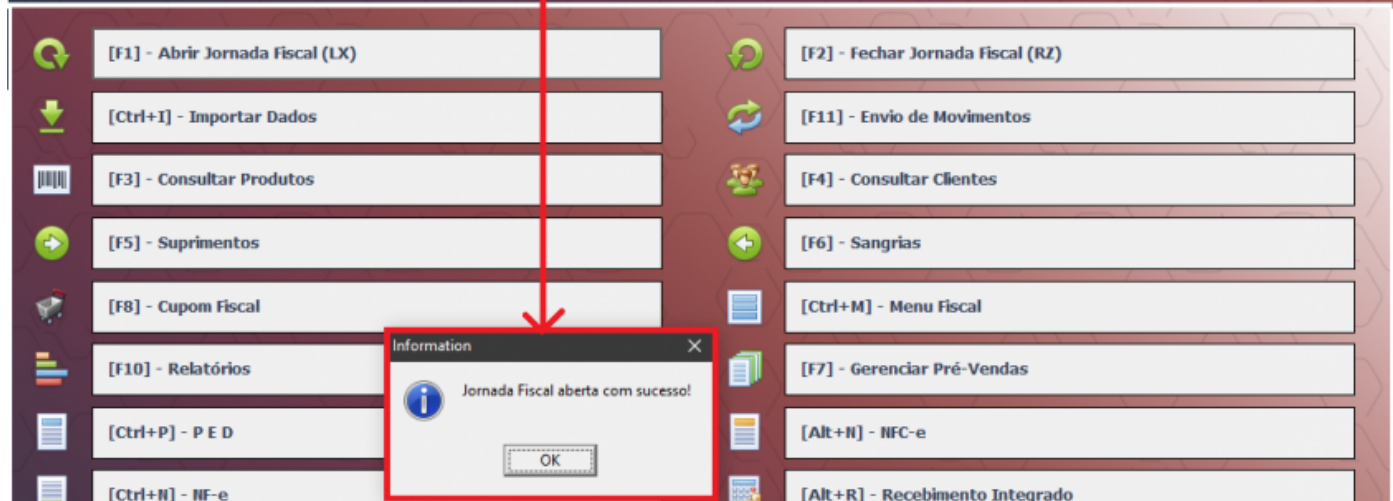 [F1] - Abrir Jornada Fiscal (LX)
[F2] - Fechar Jornada Fiscal (RZ)
[Ctrl+I] - Importar Dados
[F11] - Envio de Movimentos
[F3] - Consultar Produtos
[F4] - Consultar Clientes
[F5] - Suprimentos
[F6] - Sangrias
[F8] - Cupom Fiscal
[Ctrl+M] - Menu Fiscal
[F10] - Relatórios
[F7] - Gerenciar Pré-Vendas
[Ctrl+P] - P E D
[Alt+N] - NFC-e
[Ctrl+N] - NF-e
[Alt+R] - Recebimento Integrado
Information
Jornada Fiscal aberta com sucesso!
OK